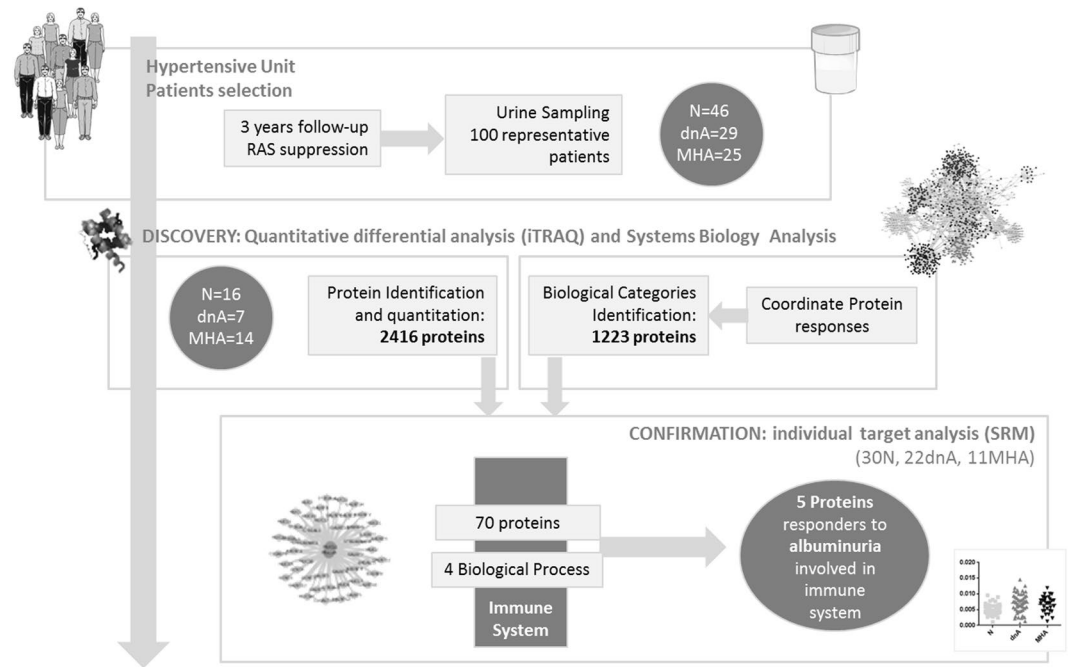 Hypertensive Unit
Patients selection
3 years follow-up
RAS suppression
Urine Sampling
100 representative
patients
N=46
dnA=29
MHA=25
DISCOVERY: Quantitative differential analysis (iTRAQ) and Systems Biology Analysis
N=16
dnA=7
MHA=14
Protein Identification
and quantitation:
2416 proteins
Biological Categories
Identification:
1223 proteins
Coordinate Protein
responses
CONFIRMATION: individual target analysis (SRM)
(30N, 22dnA, 11MHA)
70 proteins
4 Biological Process
Immune
System
5 Proteins
responders to
albuminuria
involved in
immune
system
0.020
0.015
0.010
0.005
0.000
N
dnA
MHA